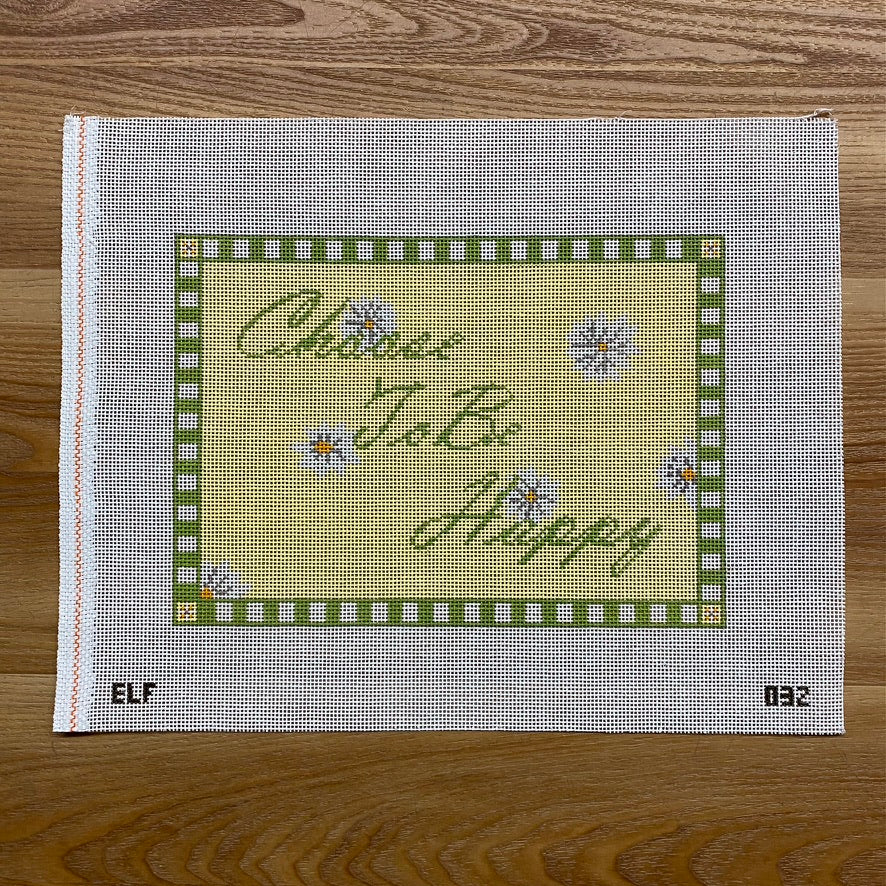 Choose
To Be
Happy
ELF 032